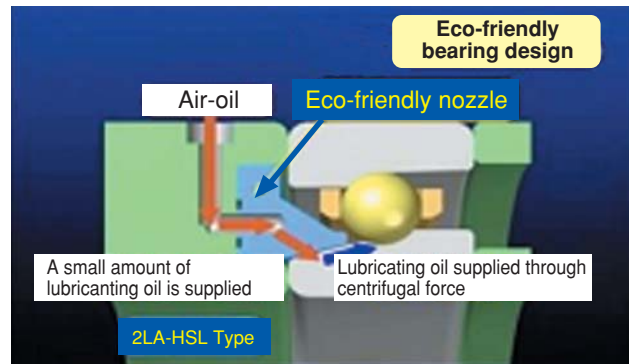 Eco-friendly
bearing design
Air-oil
Eco-friendly nozzle
A small amount of
lubricanting oil is supplied
Lubricating oil supplied through
centrifugal force
2LA-HSL Type